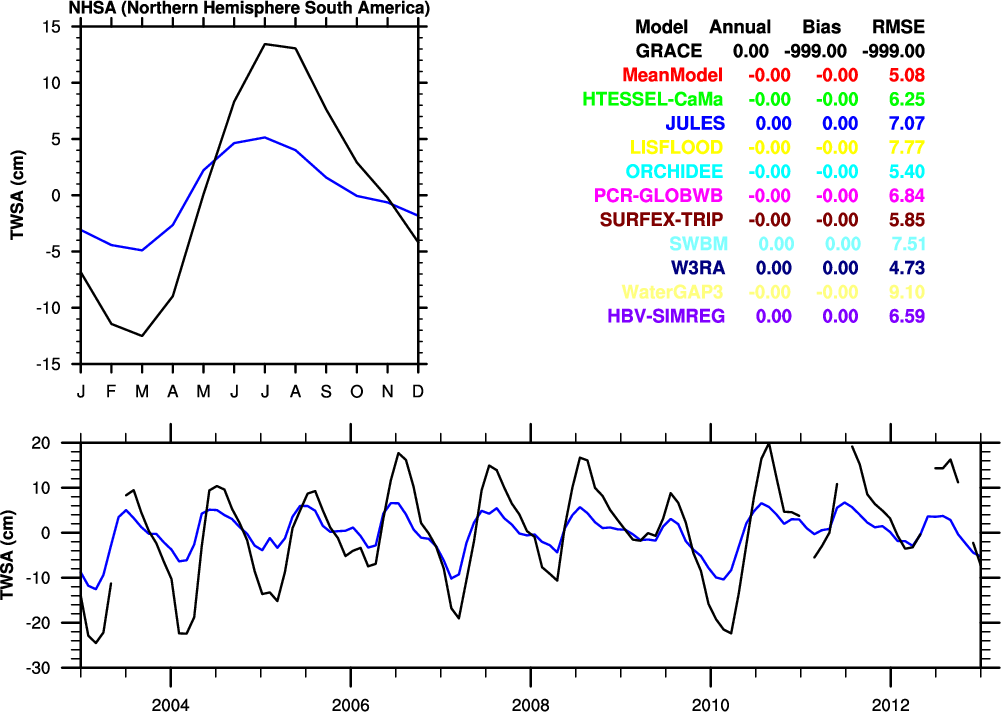 NHSA (Northern Hemisphere South America)
15
10
5
0
-5
-10
-15
TWSA (cm)
J F M A M J J A S O N D
Model Annual Bias RMSE
GRACE 0.00 -999.00 -999.00
MeanModel -0.00 -0.00 5.08
HTESSEL-CaMa -0.00 -0.00 6.25
JULES 0.00 0.00 7.07
LISFLOOD -0.00 -0.00 7.77
ORCHIDEE -0.00 -0.00 5.40
PCR-GLOBWB -0.00 -0.00 6.84
SURFEX-TRIP -0.00 -0.00 5.85
SWBM 0.00 0.00 7.51
W3RA 0.00 0.00 4.73
WaterGAP3 -0.00 -0.00 9.10
HBV-SIMREG 0.00 0.00 6.59
20
10
0
-10
-20
-30
TWSA (cm)
2004 2006 2008 2010 2012